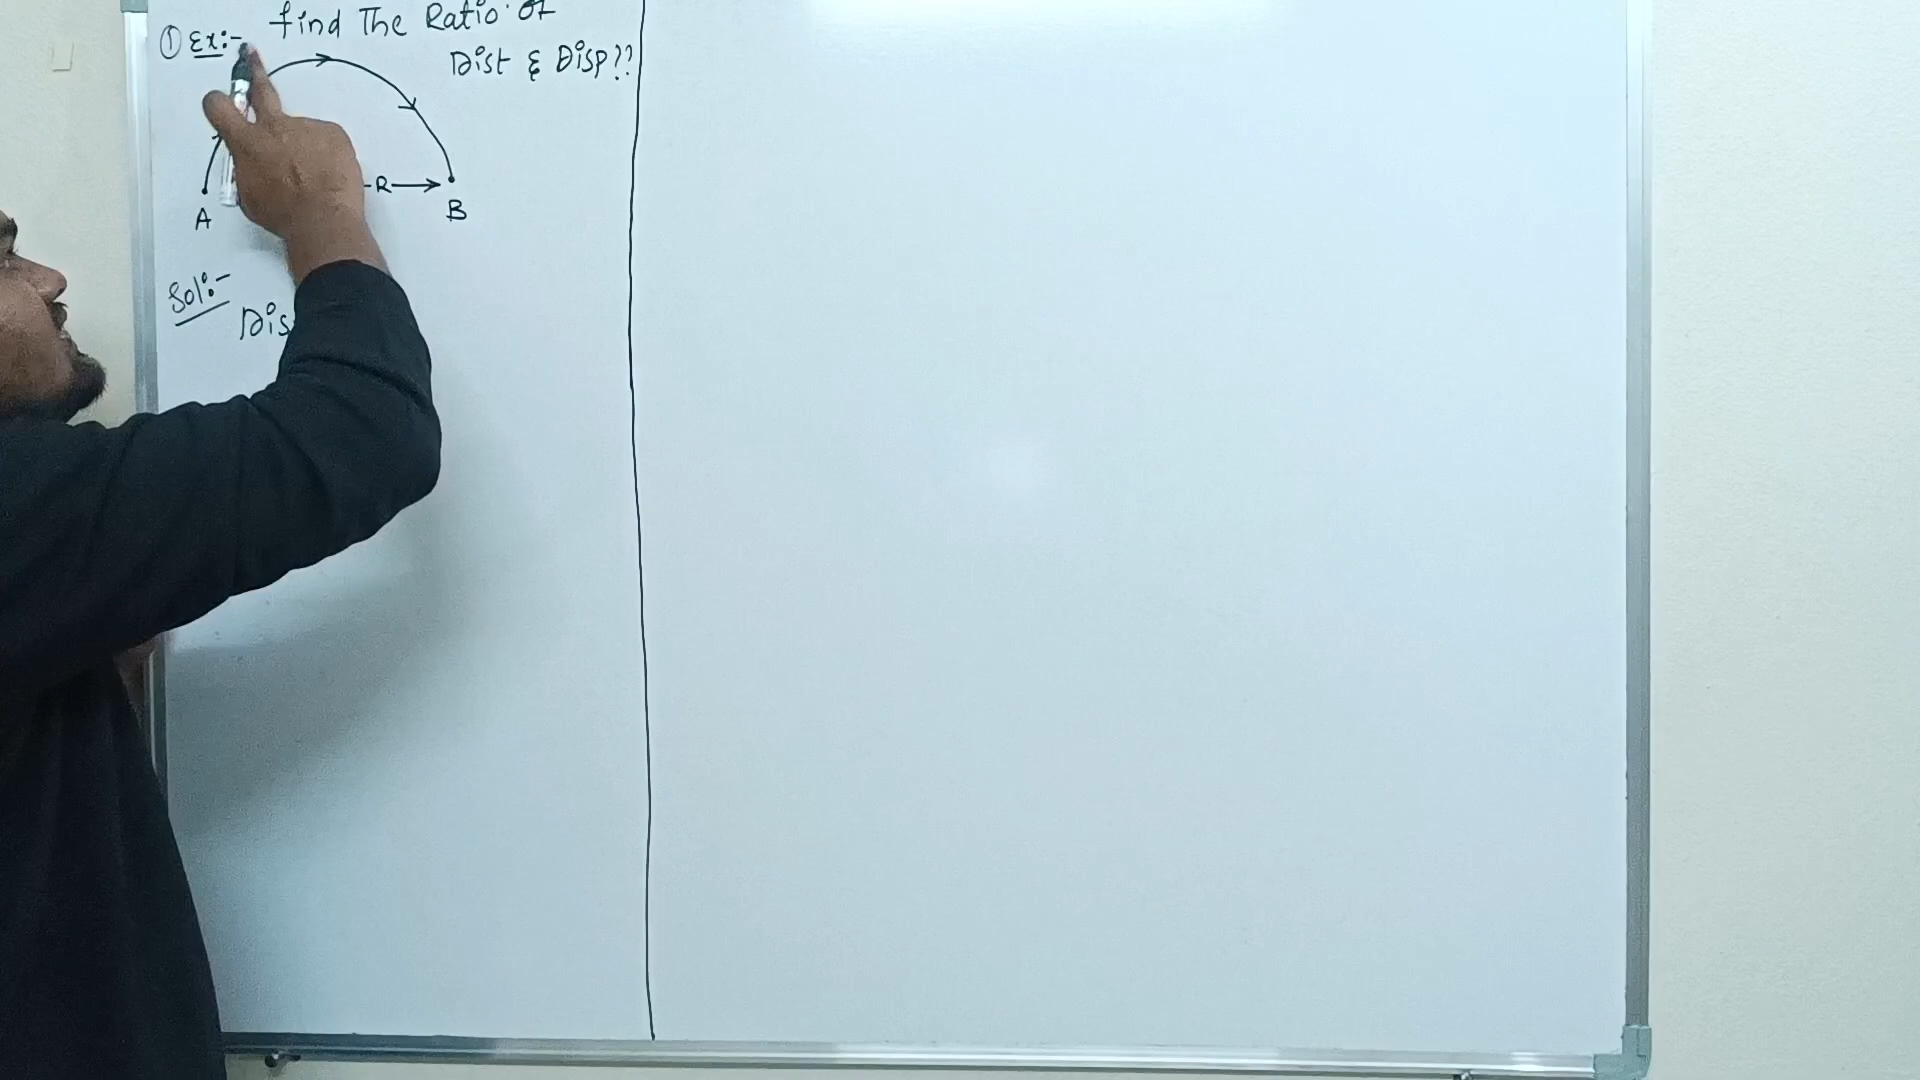 ① Ex:- find The Ratio of
Dist & Disp??
R
A
B
Sol:-
Dis